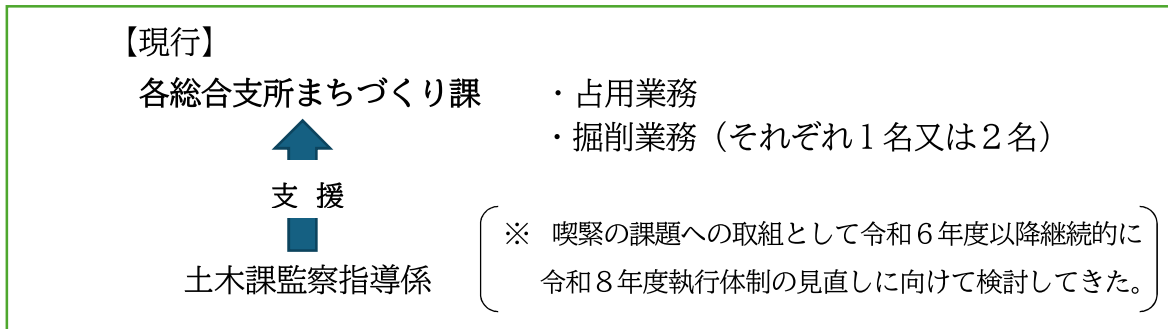 【現行】
各総合支所まちづくり課　・占用業務
・掘削業務（それぞれ１名又は２名）
支 援
※　喫緊の課題への取組として令和６年度以降継続的に
令和８年度執行体制の見直しに向けて検討してきた。
土木課監察指導係